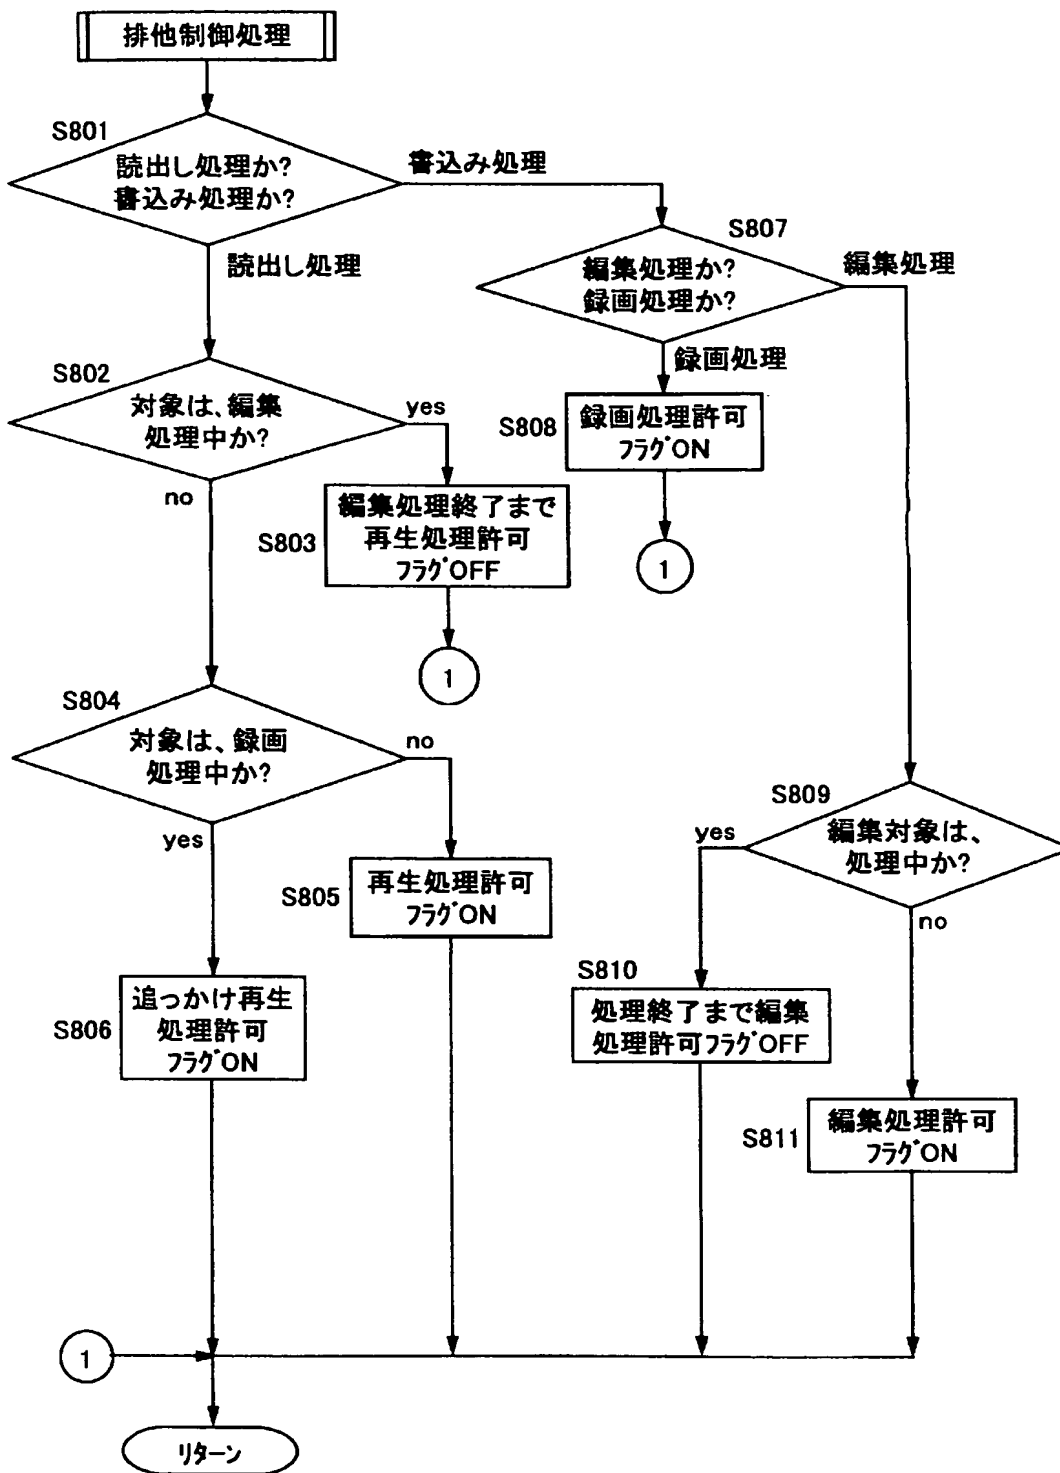 排他制御処理
S801
読出し処理か?
書込み処理か?
書込み処理
読出し処理
S807
編集処理か?
録画処理か?
編集処理
録画処理
S802
対象は、編集
処理中か?
yes
no
S808
録画処理許可
フラグON
1
S803
編集処理終了まで
再生処理許可
フラグOFF
1
S804
対象は、録画
処理中か?
no
yes
S805
再生処理許可
フラグON
S806
追っかけ再生
処理許可
フラグON
S809
編集対象は、
処理中か?
yes
no
S810
処理終了まで編集
処理許可フラグOFF
S811
編集処理許可
フラグON
1
リターン